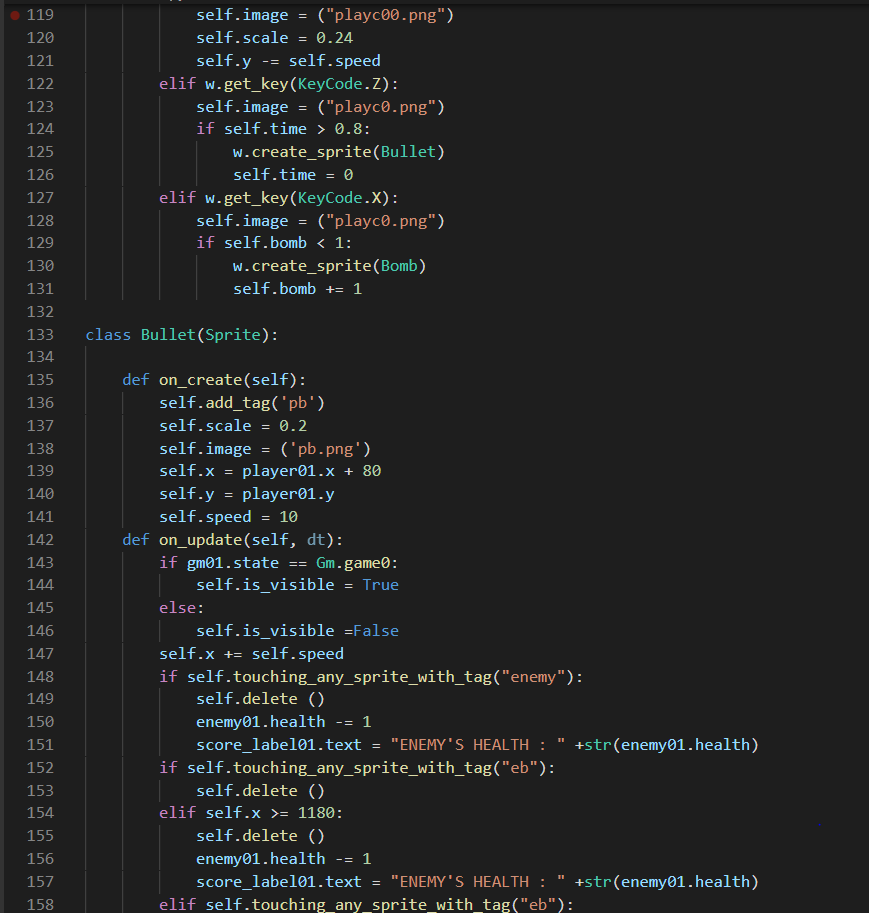 119 self.image = ("playc00.png")
120 self.scale = 0.24
121 self.y -= self.speed
122 elif w.get_key(KeyCode.Z):
123 self.image = ("playc0.png")
124 if self.time > 0.8:
125 w.create_sprite(Bullet)
126 self.time = 0
127 elif w.get_key(KeyCode.X):
128 self.image = ("playc0.png")
129 if self.bomb < 1:
130 w.create_sprite(Bomb)
131 self.bomb += 1
132
133 class Bullet(Sprite):
134
135 def on_create(self):
136 self.add_tag('pb')
137 self.scale = 0.2
138 self.image = ('pb.png')
139 self.x = player01.x + 80
140 self.y = player01.y
141 self.speed = 10
142 def on_update(self, dt):
143 if gm01.state == Gm.game0:
144 self.is_visible = True
145 else:
146 self.is_visible =False
147 self.x += self.speed
148 if self.touching_any_sprite_with_tag("enemy"):
149 self.delete ()
150 enemy01.health -= 1
151 score_label01.text = "ENEMY'S HEALTH : " +str(enemy01.health)
152 if self.touching_any_sprite_with_tag("eb"):
153 self.delete ()
154 elif self.x >= 1180:
155 self.delete ()
156 enemy01.health -= 1
157 score_label01.text = "ENEMY'S HEALTH : " +str(enemy01.health)
158 elif self.touching_any_sprite_with_tag("eb"):